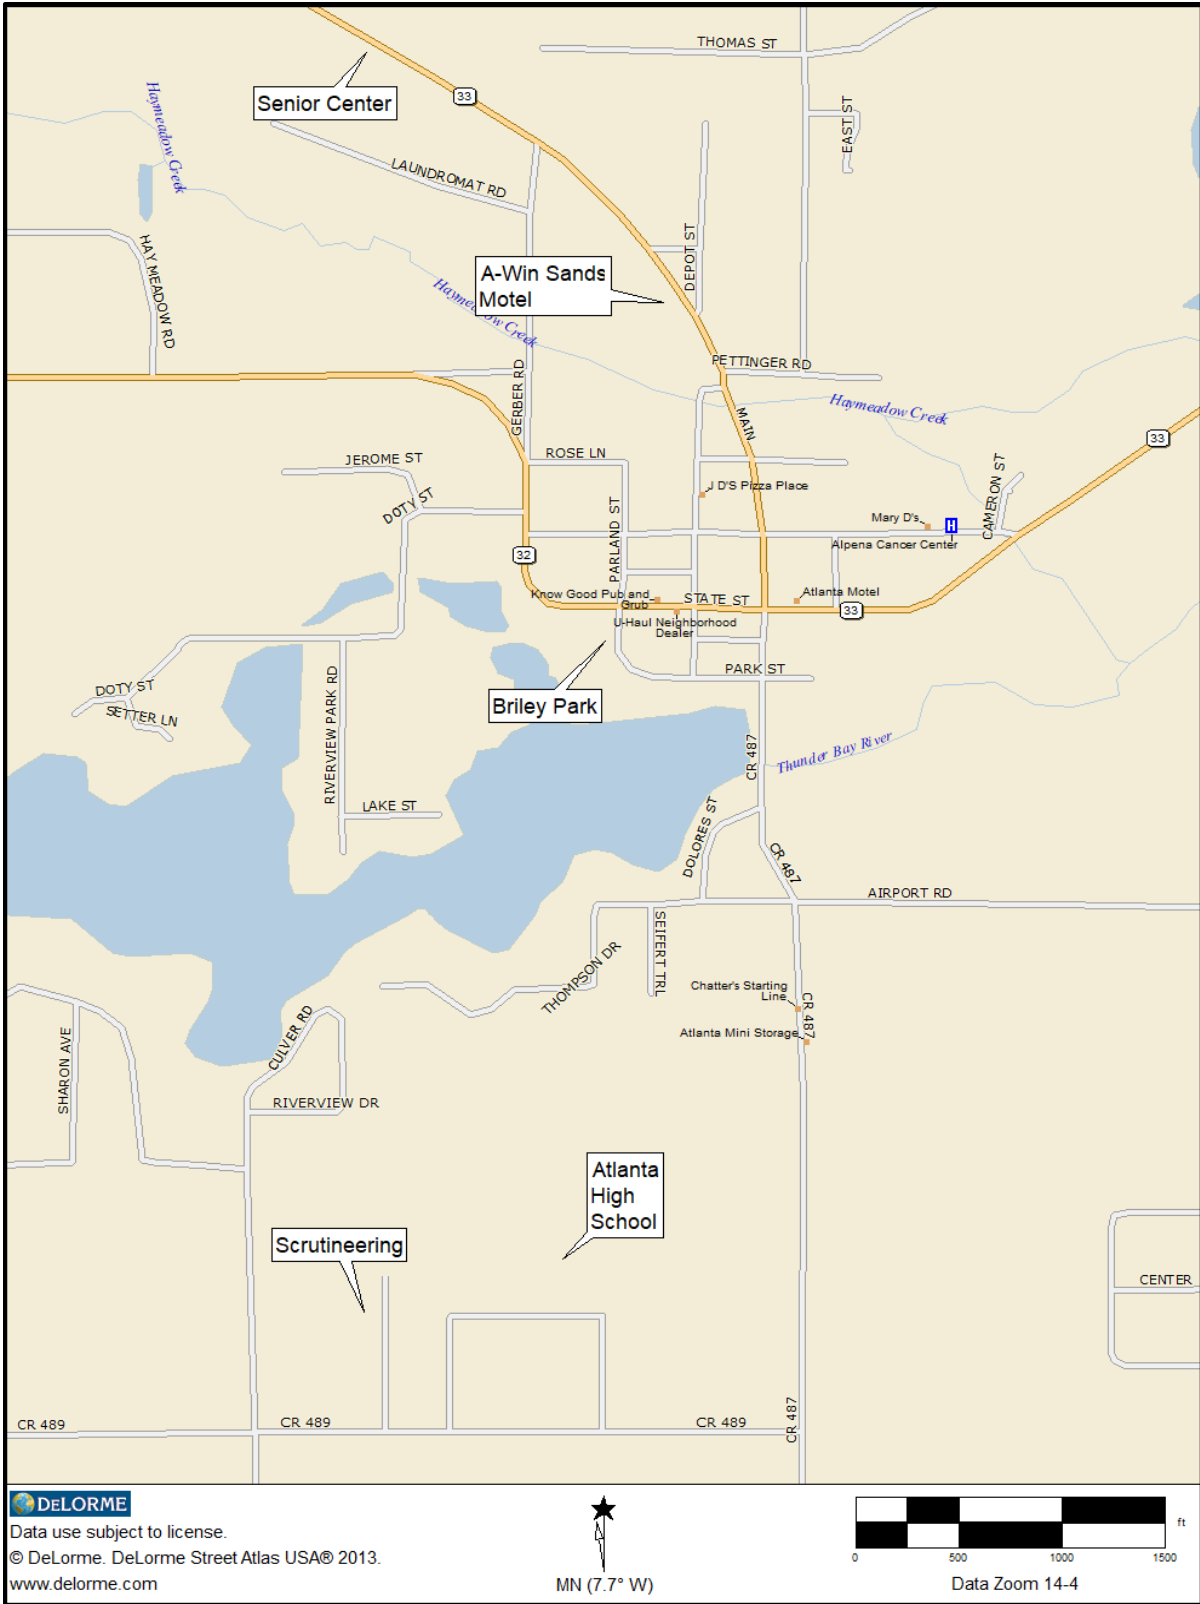 THOMAS ST
Senior Center
33
Haymeadow Creek
EAST ST
LAUNDROMAT RD
HAY MEADOW RD
DEPOT ST
A-Win Sands
Motel
Haymeadow Creek
PETTINGER RD
GERBER RD
MAIN
Haymeadow Creek
33
JEROME ST
ROSE LN
CAMERON ST
J D'S Pizza Place
DOTY ST
PARLAND ST
Mary D's
H
Alpena Cancer Center
32
Know Good Pub and
Grub
STATE ST
Atlanta Motel
33
U-Haul Neighborhood
Dealer
PARK ST
RIVERVIEW PARK RD
DOTY ST
SETTER LN
Briley Park
CR 487
Thunder Bay River
LAKE ST
DOLORES ST
CR 487
AIRPORT RD
SEIFERT TRL
THOMPSON DR
Chatter's Starting
Line
CR 487
Atlanta Mini Storage
CULVER RD
SHARON AVE
RIVERVIEW DR
Atlanta
High
School
Scrutineering
CENTER
CR 487
CR 489
CR 489
CR 489
DELORME
Data use subject to license.
© DeLorme. DeLorme Street Atlas USA® 2013.
www.delorme.com
MN (7.7° W)
ft
0 500 1000 1500
Data Zoom 14-4